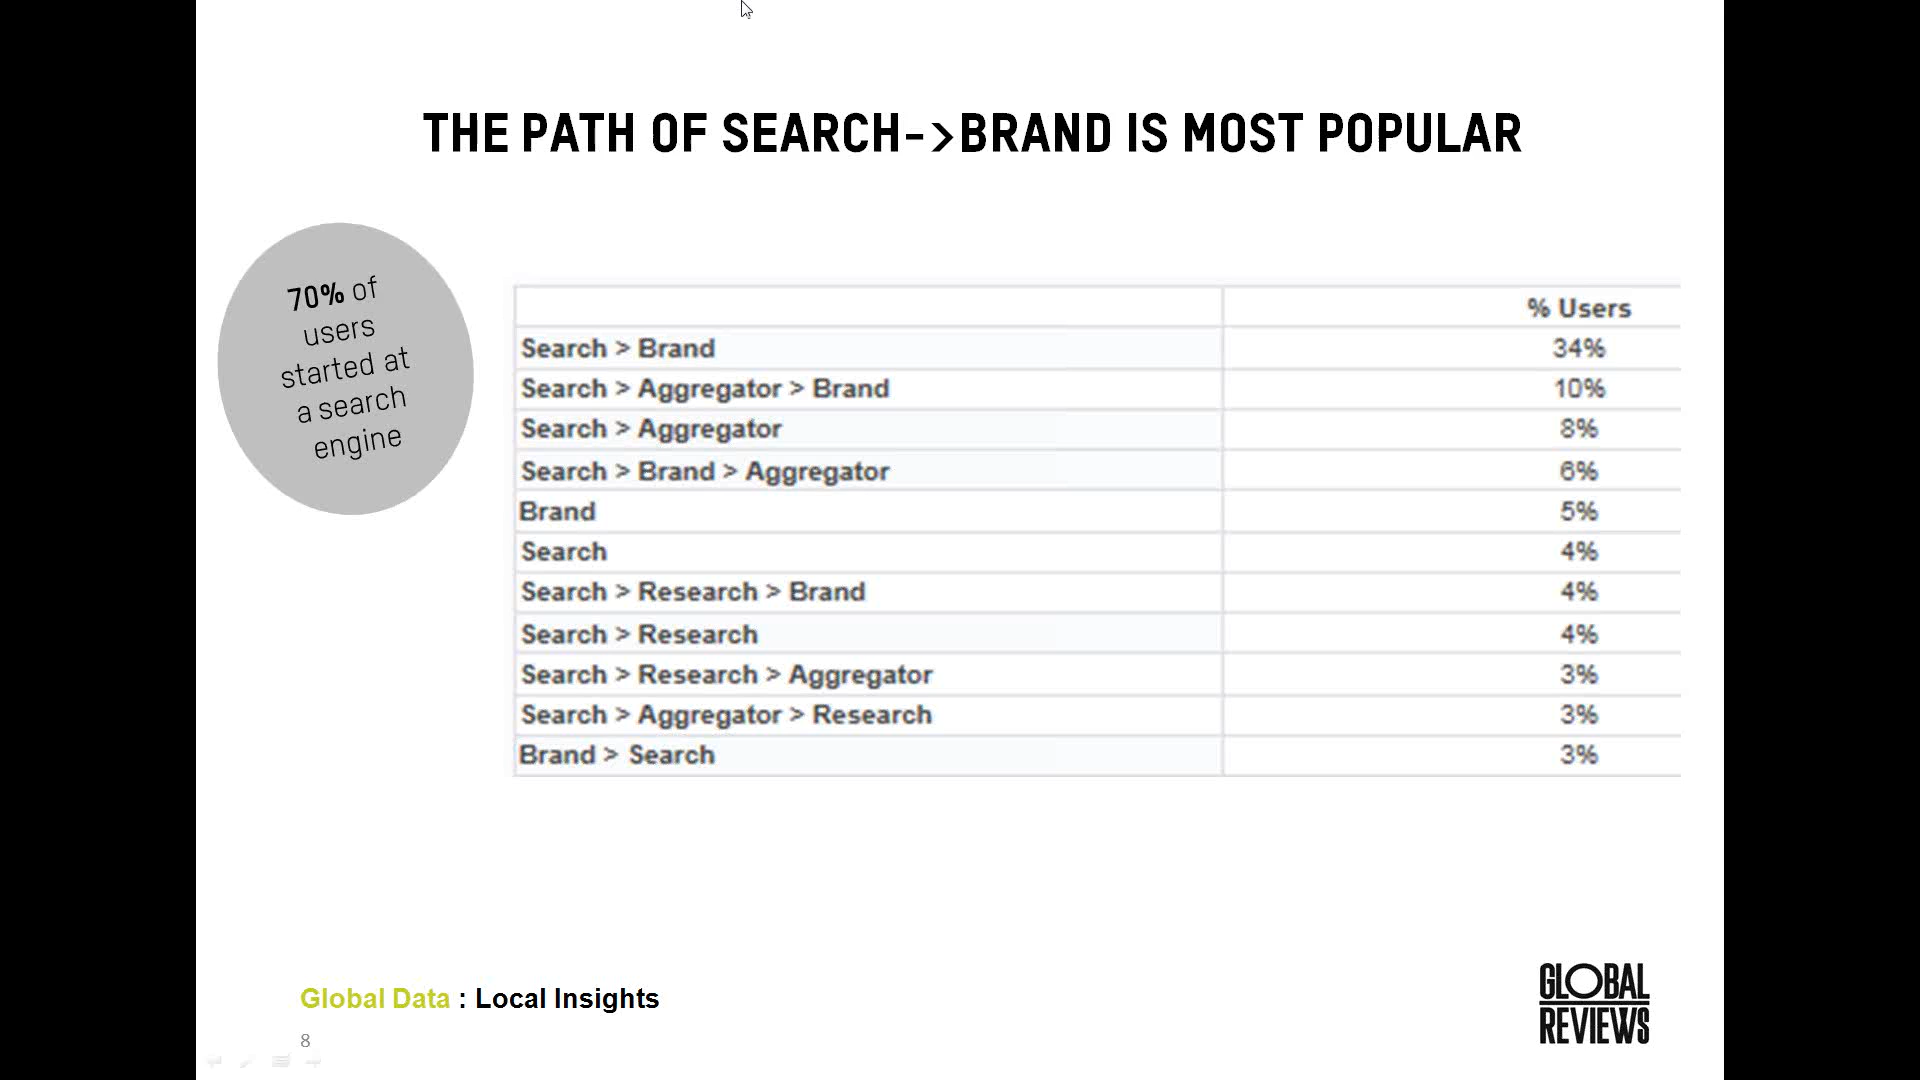 THE PATH OF SEARCH->BRAND IS MOST POPULAR
70% of
users
started at
a search
engine
% Users
Search > Brand 34%
Search > Aggregator > Brand 10%
Search > Aggregator 8%
Search > Brand > Aggregator 6%
Brand 5%
Search 4%
Search > Research > Brand 4%
Search > Research 4%
Search > Research > Aggregator 3%
Search > Aggregator > Research 3%
Brand > Search 3%
Global Data : Local Insights
8
GLOBAL
REVIEWS